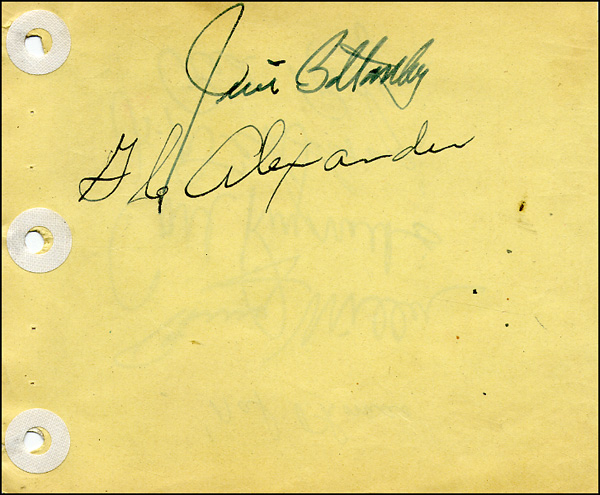 Jim Bottomley
G C Alexander